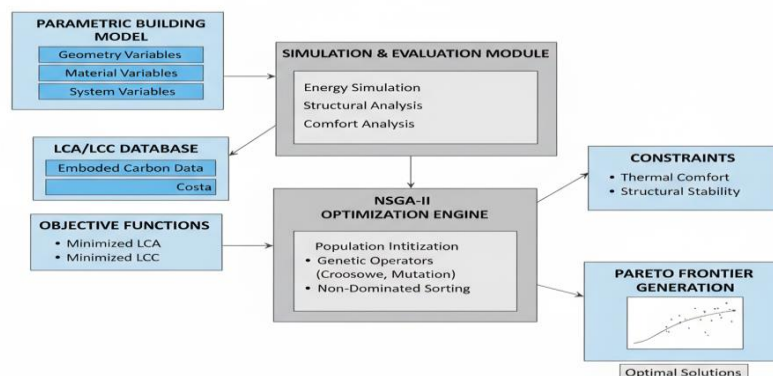 PARAMETRIC BUILDING
MODEL
Geometry Variables
Material Variables
System Variables
SIMULATION & EVALUATION MODULE
Energy Simulation
Structural Analysis
Comfort Analysis
LCA/LCC DATABASE
Emboded Carbon Data
Costa
OBJECTIVE FUNCTIONS
• Minimized LCA
• Minimized LCC
NSGA-II
OPTIMIZATION ENGINE
Population Intitization
• Genetic Operators
(Croosowe, Mutation)
• Non-Dominated Sorting
CONSTRAINTS
• Thermal Comfort
• Structural Stability
PARETO FRONTIER
GENERATION
Optimal Solutions